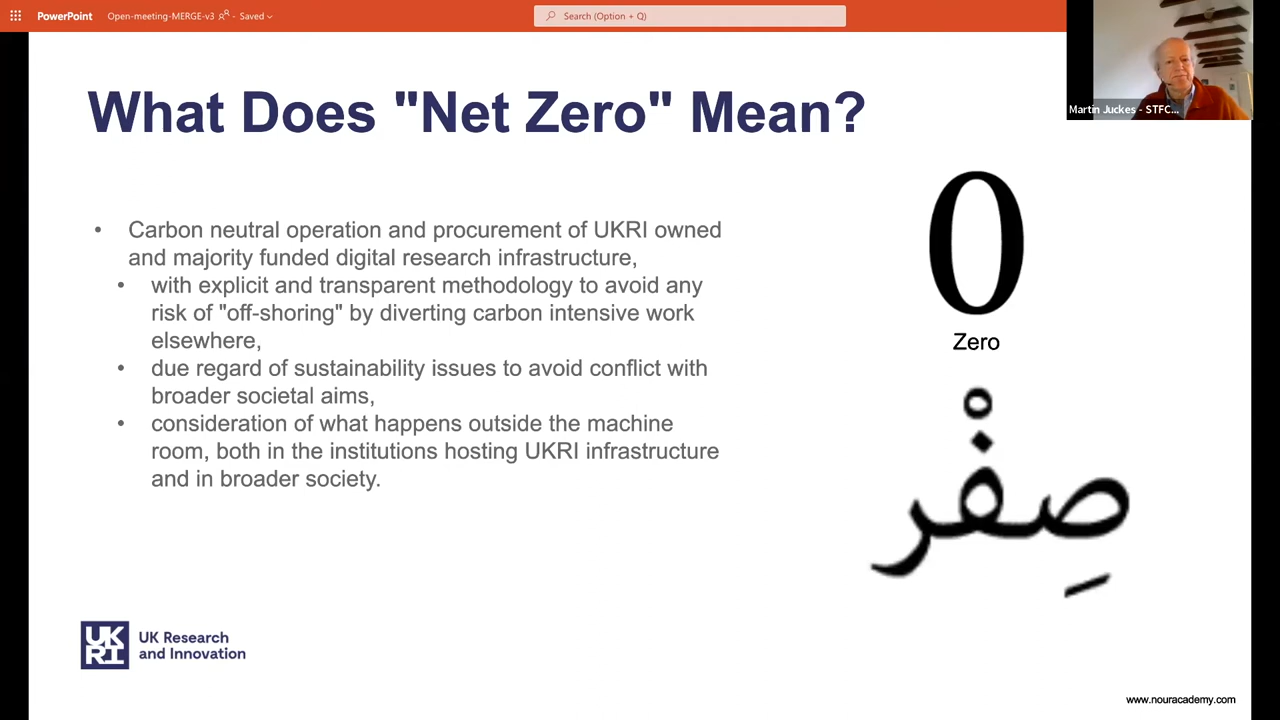 PowerPoint Open-meeting-MERGE-v3 - Saved Search (Option + Q)
Martin Juckes - STFC...
What Does "Net Zero" Mean?
• Carbon neutral operation and procurement of UKRI owned
and majority funded digital research infrastructure,
• with explicit and transparent methodology to avoid any
risk of "off-shoring" by diverting carbon intensive work
elsewhere,
• due regard of sustainability issues to avoid conflict with
broader societal aims,
• consideration of what happens outside the machine
room, both in the institutions hosting UKRI infrastructure
and in broader society.
0
Zero
صِفْر
UK
RI
UK Research
and Innovation
www.nouracademy.com